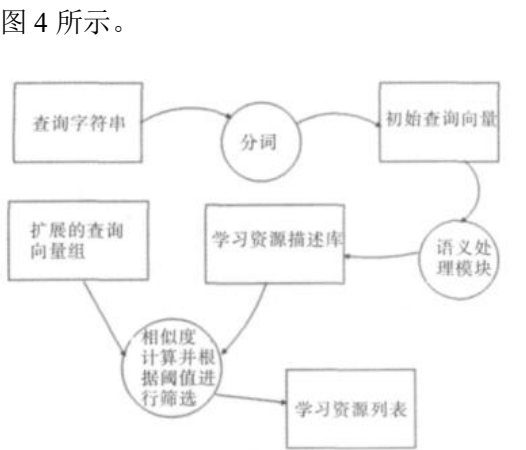 图 4 所示。
查询字符串
分词
初始查询向量
扩展的查询
向量组
学习资源描述库
语义处
理模块
相似度
计算并根
据阈值进
行筛选
学习资源列表